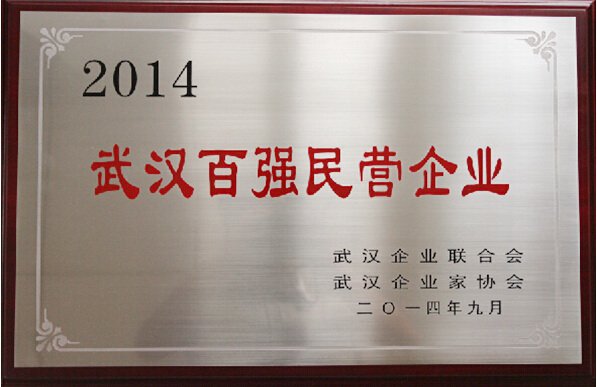 2014
武汉百强民营企业
武汉企业联合会
武汉企业家协会
二〇一四年九月